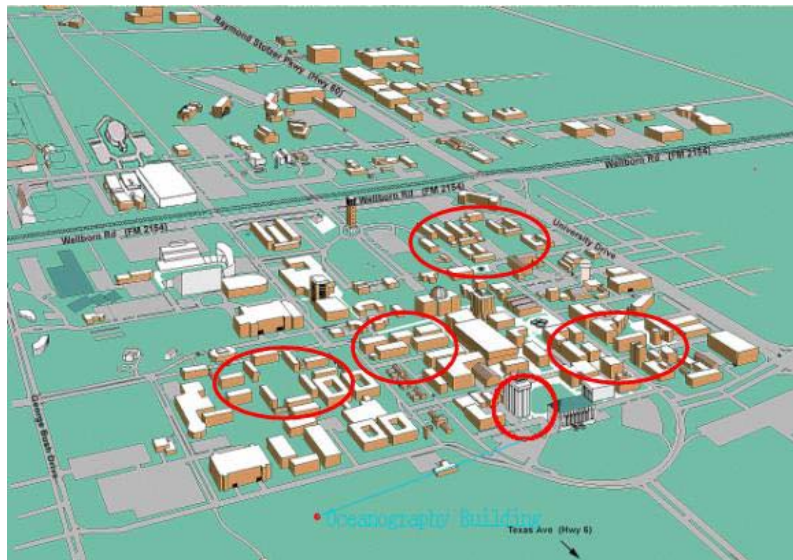 Raymond Stotzer Pkwy (Hwy 60)
Wellborn Rd (FM 2154)
Wellborn Rd (FM 2154)
Wellborn Rd (FM 2154)
University Drive
George Bush Drive
Oceanography Building
Texas Ave (Hwy 6)